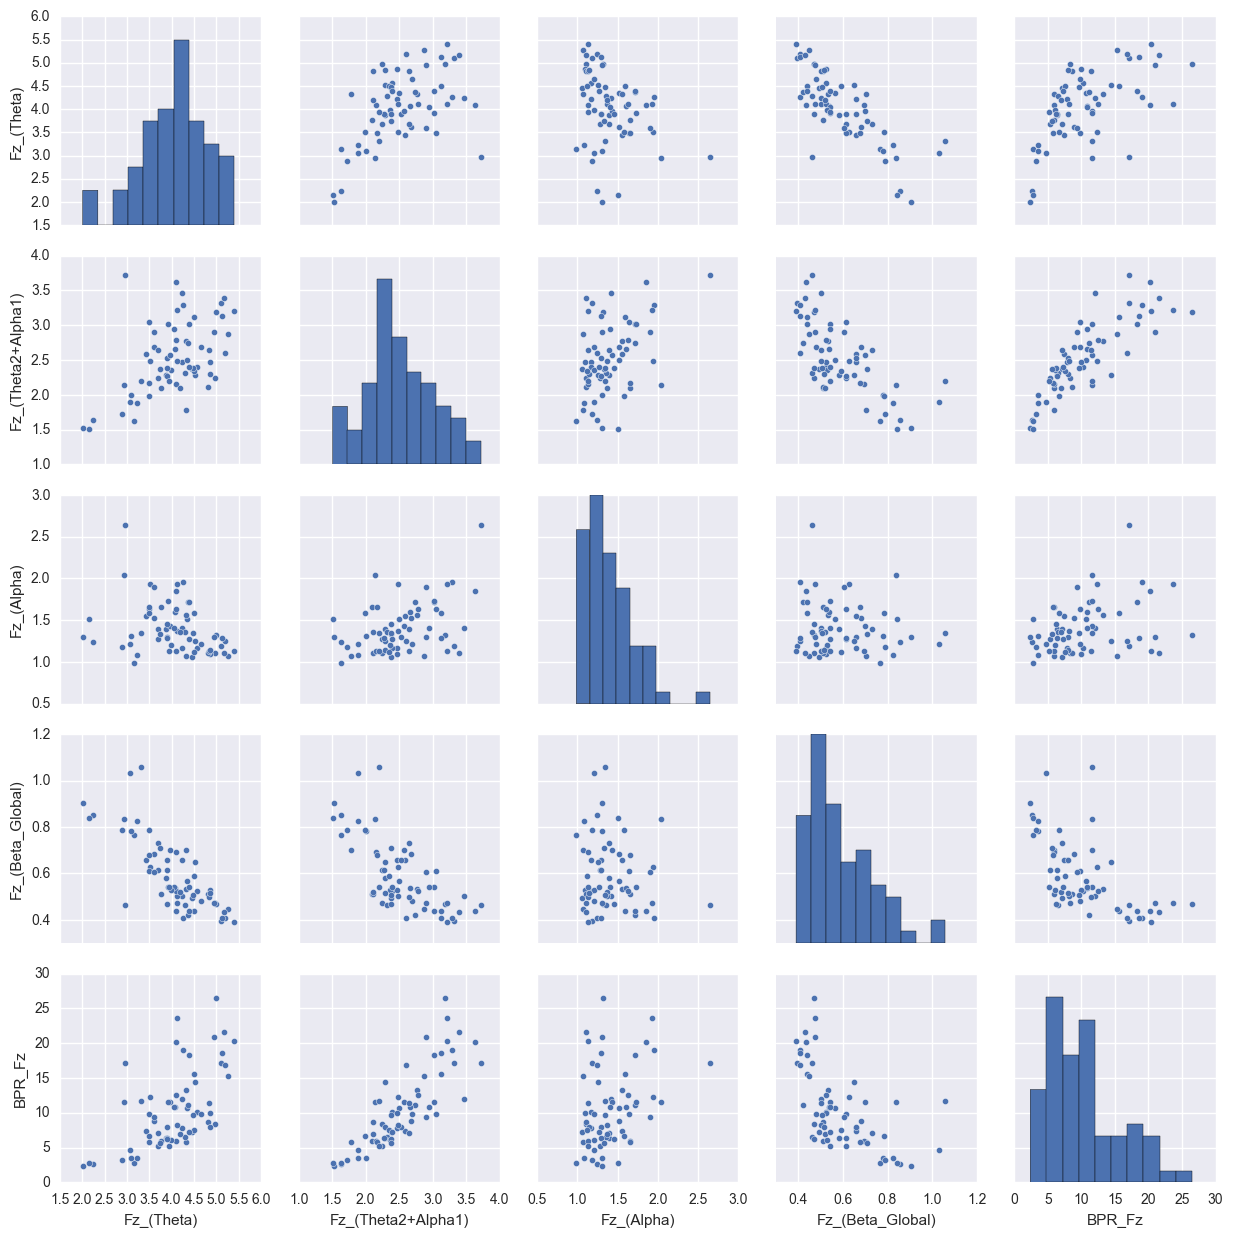 6.0
5.5
5.0
4.5
4.0
3.5
3.0
2.5
2.0
1.5
Fz_(Theta)
4.0
3.5
3.0
2.5
2.0
1.5
1.0
Fz_(Theta2+Alpha1)
3.0
2.5
2.0
1.5
1.0
0.5
Fz_(Alpha)
1.2
1.0
0.8
0.6
0.4
Fz_(Beta_Global)
30
25
20
15
10
5
0
BPR_Fz
1.5 2.0 2.5 3.0 3.5 4.0 4.5 5.0 5.5 6.0
Fz_(Theta)
1.0 1.5 2.0 2.5 3.0 3.5 4.0
Fz_(Theta2+Alpha1)
0.5 1.0 1.5 2.0 2.5 3.0
Fz_(Alpha)
0.4 0.6 0.8 1.0 1.2
Fz_(Beta_Global)
0 5 10 15 20 25 30
BPR_Fz